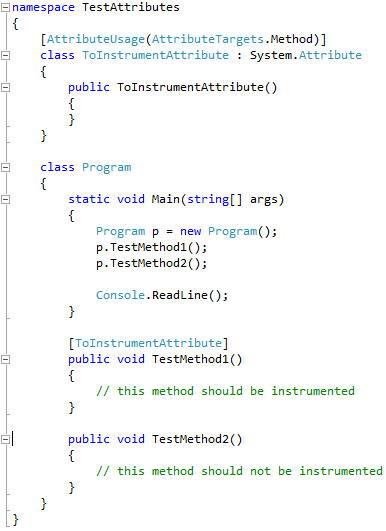 namespace TestAttributes
{
    [AttributeUsage(AttributeTargets.Method)]
    class ToInstrumentAttribute : System.Attribute
    {
        public ToInstrumentAttribute()
        {
        }
    }

    class Program
    {
        static void Main(string[] args)
        {
            Program p = new Program();
            p.TestMethod1();
            p.TestMethod2();

            Console.ReadLine();
        }

        [ToInstrumentAttribute]
        public void TestMethod1()
        {
            // this method should be instrumented
        }

        public void TestMethod2()
        {
            // this method should not be instrumented
        }
    }
}